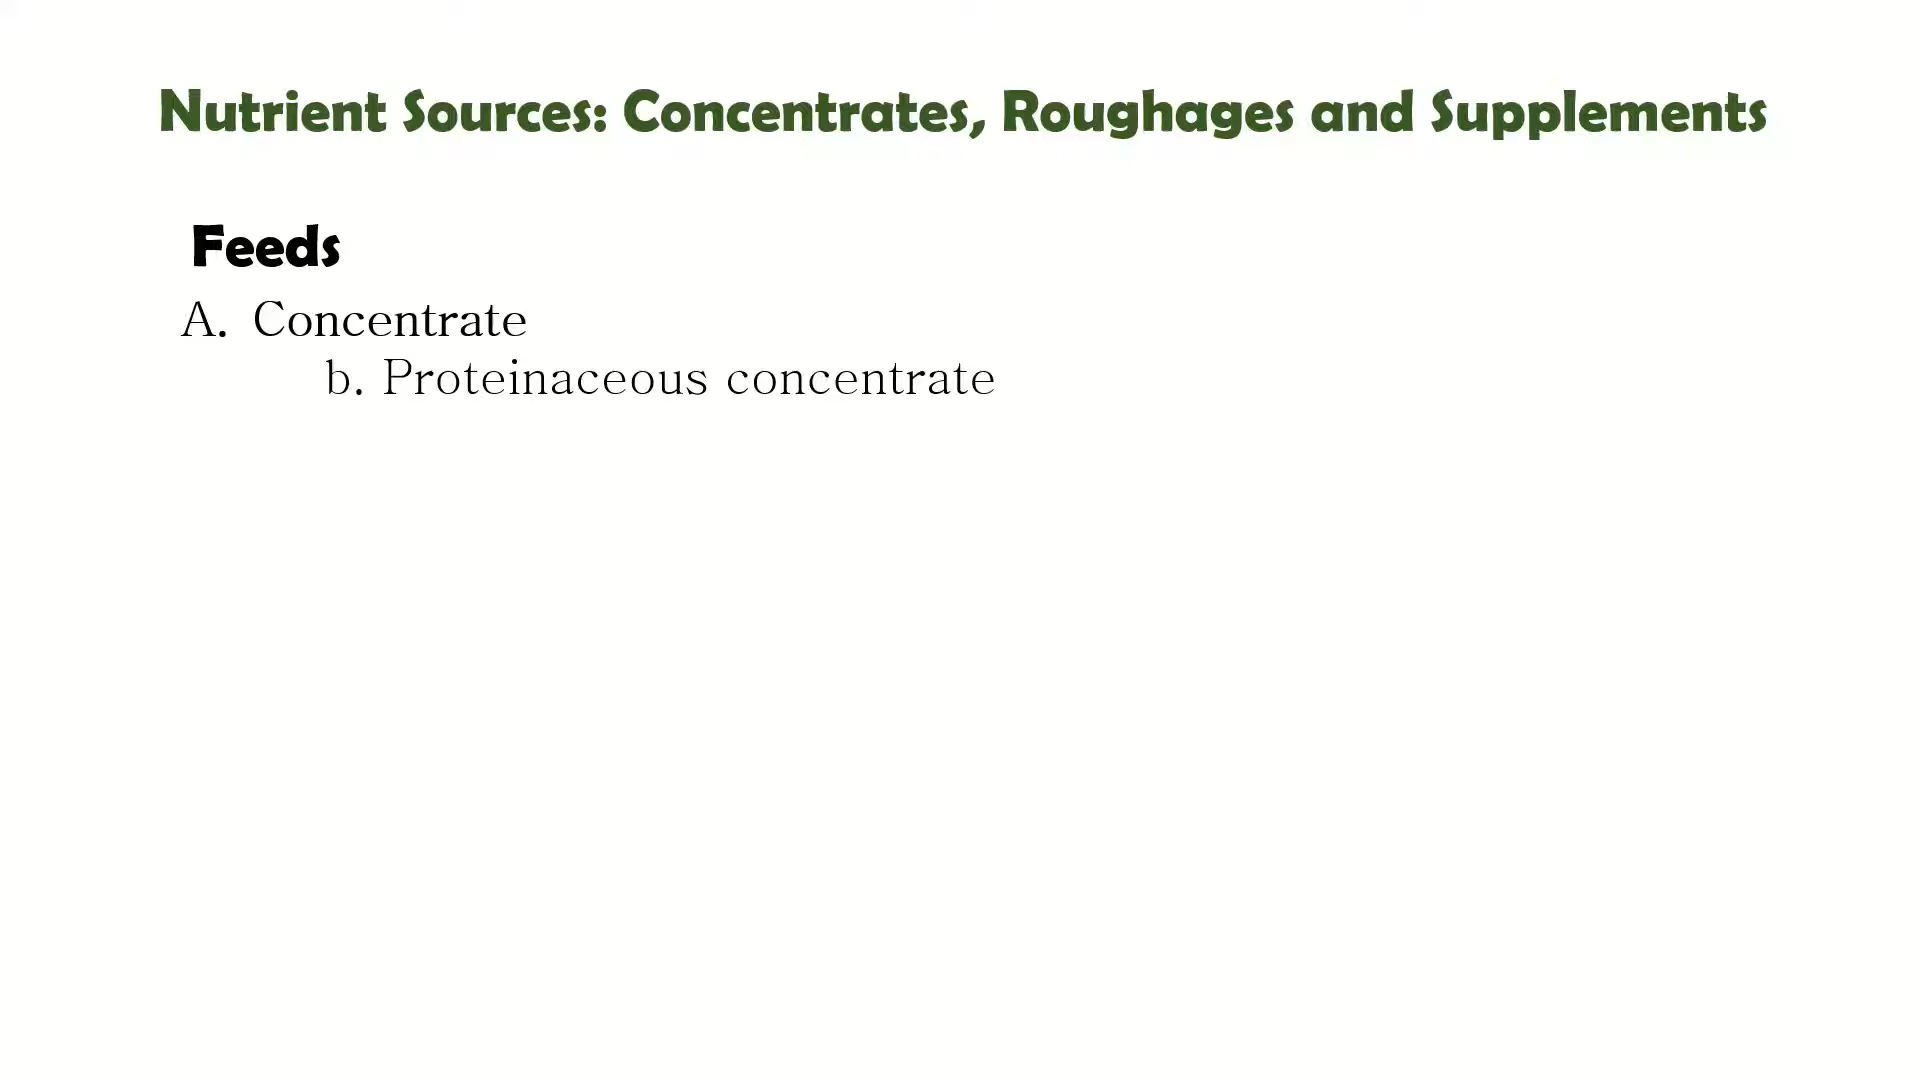 Nutrient Sources: Concentrates, Roughages and Supplements
Feeds
A. Concentrate
b. Proteinaceous concentrate